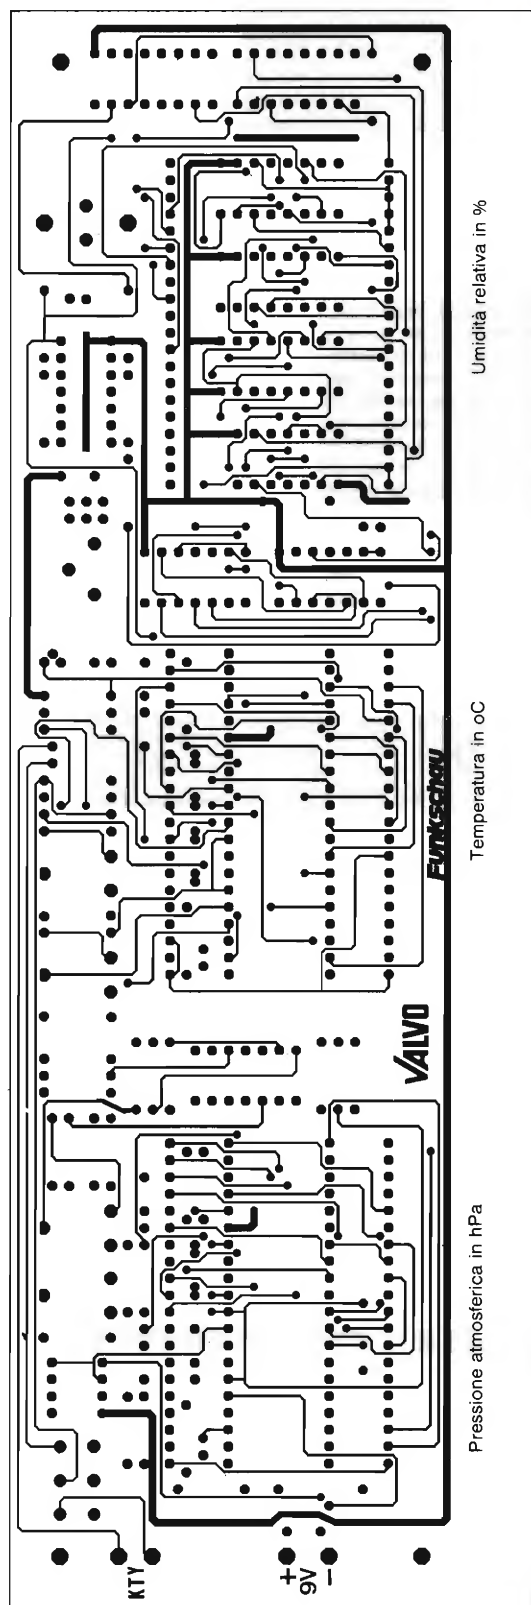 Umidità relativa in %
Temperatura in oC
Funkschau
VALVO
Pressione atmosferica in hPa
KTY
+
9V
−